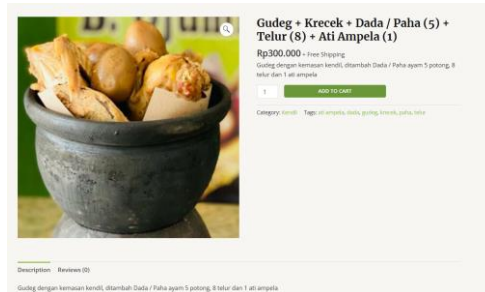 Gudeg + Krecek + Dada / Paha (5) +
Telur (8) + Ati Ampela (1)
Rp300.000 + Free Shipping
Gudeg dengan kemasan kendil, ditambah Dada / Paha ayam 5 potong, 8
telur dan 1 ati ampela
1
ADD TO CART
Category: Kendil Tags: ati ampela, dada, gudeg, krecek, paha, telur
Description Reviews (0)
Gudeg dengan kemasan kendil, ditambah Dada / Paha ayam 5 potong, 8 telur dan 1 ati ampela.